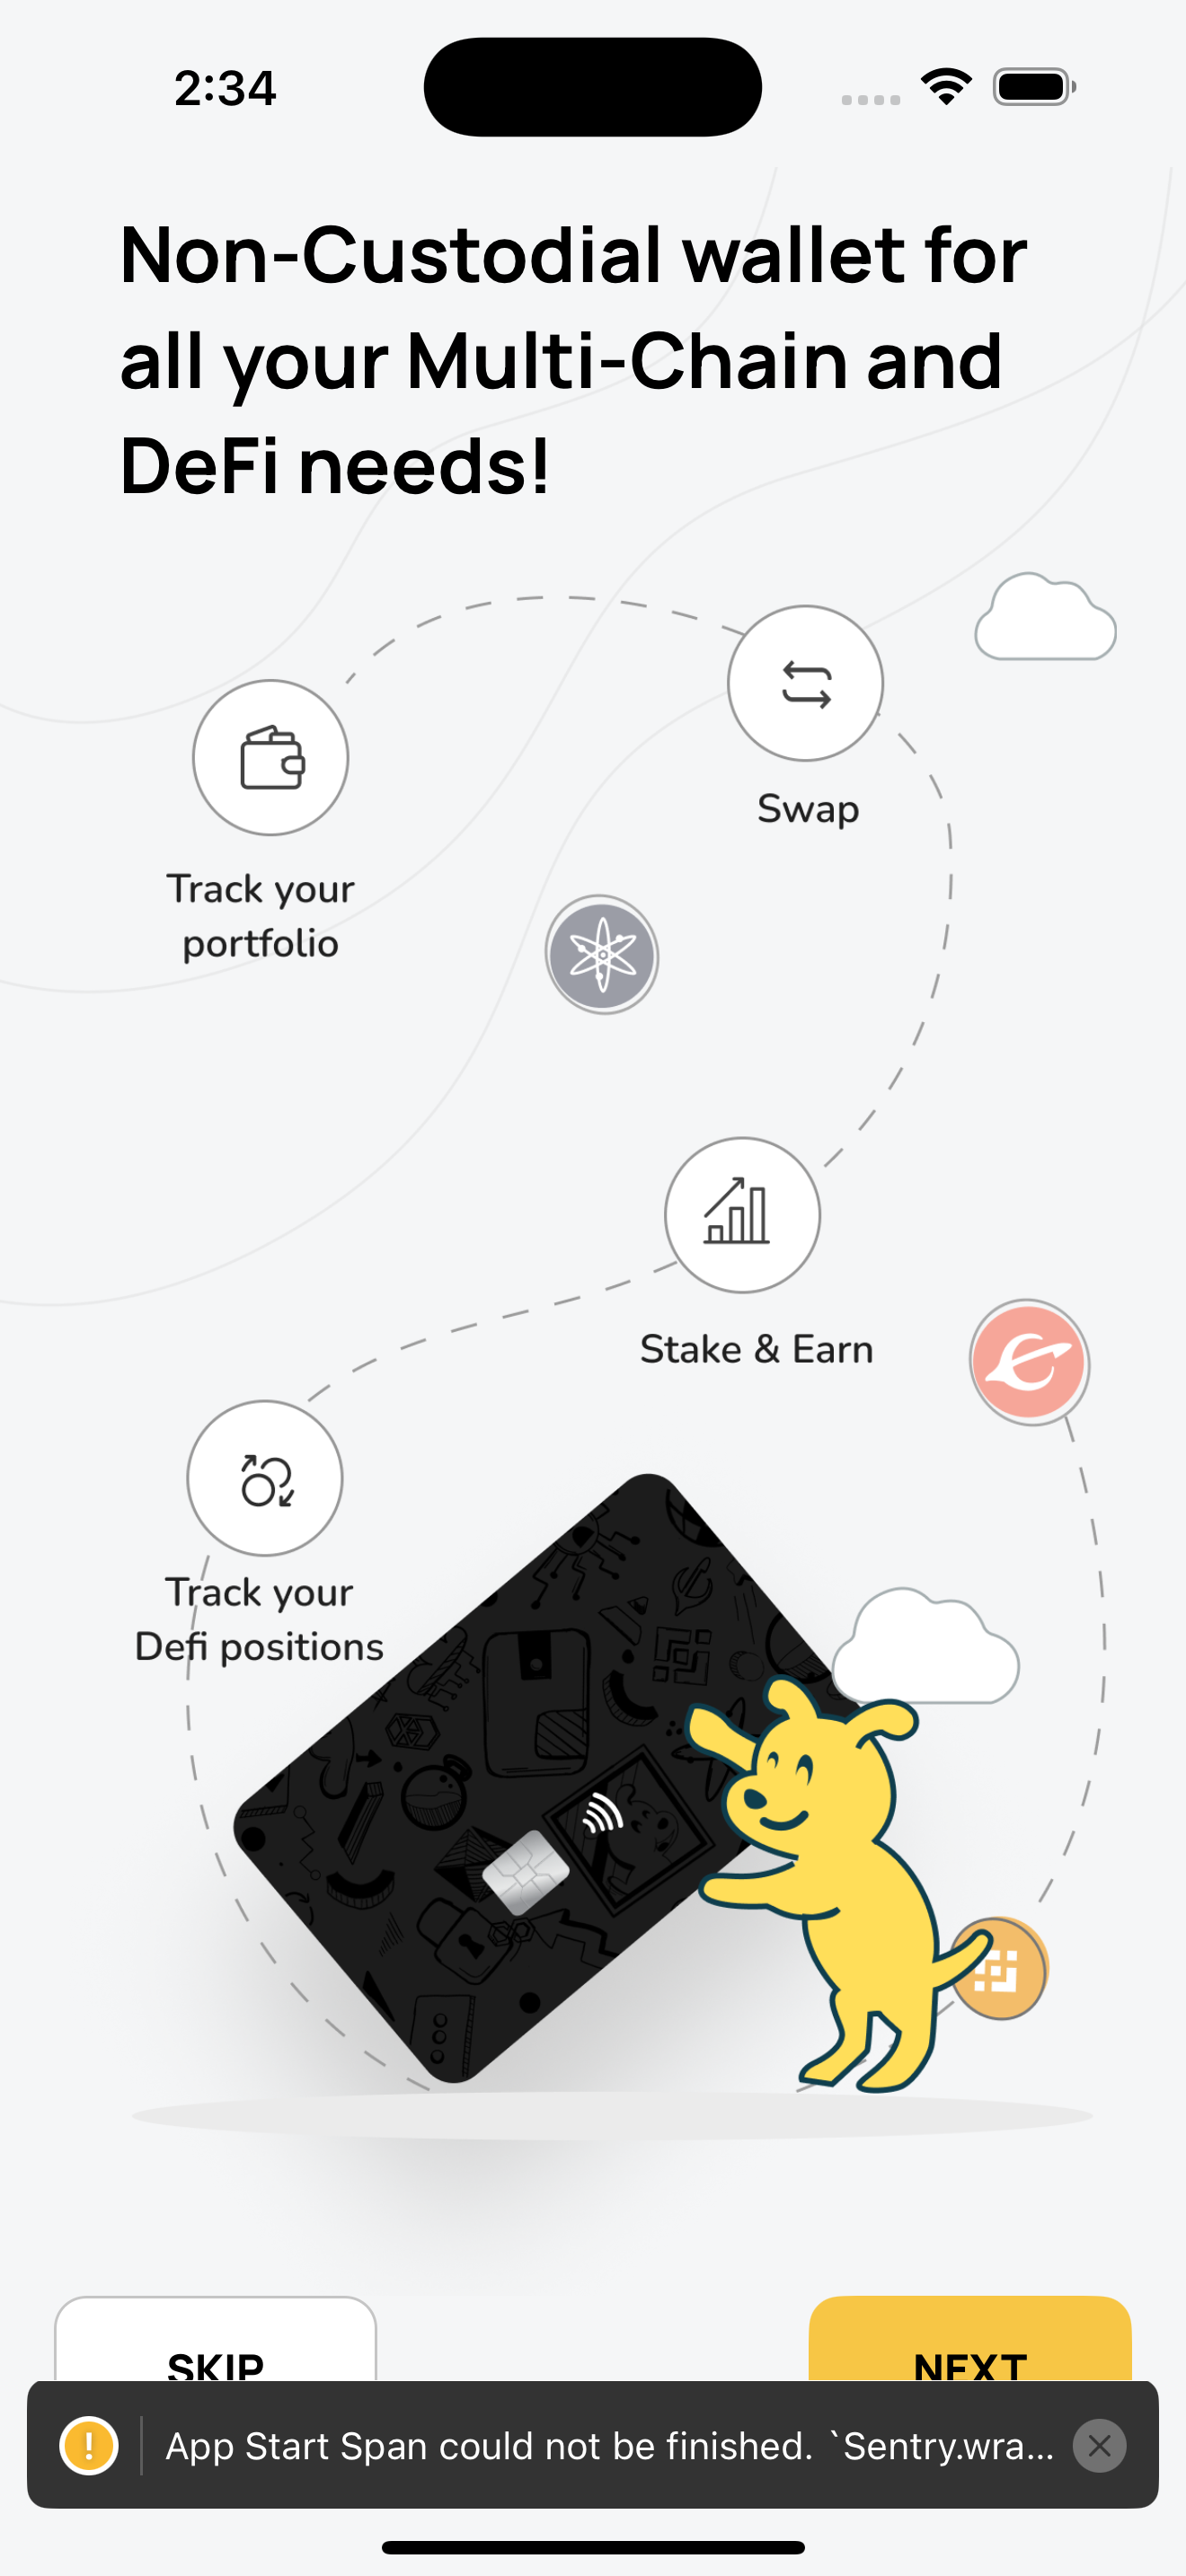 2:34
Non-Custodial wallet for
all your Multi-Chain and
DeFi needs!
Swap
Track your
portfolio
Stake & Earn
Track your
Defi positions
SKIP
NEXT
! App Start Span could not be finished. `Sentry.wra...